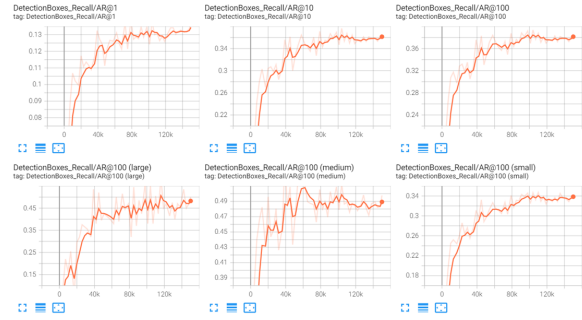 DetectionBoxes_Recall/AR@1
tag: DetectionBoxes_Recall/AR@1
0.13
0.12
0.11
0.1
0.09
0.08
0 40k 80k 120k
DetectionBoxes_Recall/AR@10
tag: DetectionBoxes_Recall/AR@10
0.34
0.3
0.26
0.22
0 40k 80k 120k
DetectionBoxes_Recall/AR@100
tag: DetectionBoxes_Recall/AR@100
0.36
0.32
0.28
0.24
0 40k 80k 120k
DetectionBoxes_Recall/AR@100 (large)
tag: DetectionBoxes_Recall/AR@100
(large)
0.45
0.35
0.25
0.15
0 40k 80k 120k
DetectionBoxes_Recall/AR@100 (medium)
tag: DetectionBoxes_Recall/AR@100
(medium)
0.49
0.47
0.45
0.43
0.41
0.39
0 40k 80k 120k
DetectionBoxes_Recall/AR@100 (small)
tag: DetectionBoxes_Recall/AR@100
(small)
0.34
0.3
0.26
0.22
0.18
0 40k 80k 120k